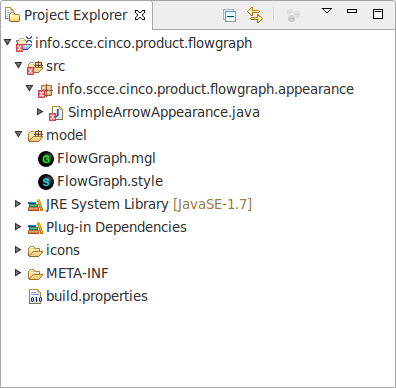 Project Explorer
info.scce.cinco.product.flowgraph
src
info.scce.cinco.product.flowgraph.appearance
SimpleArrowAppearance.java
model
FlowGraph.mgl
FlowGraph.style
JRE System Library [JavaSE-1.7]
Plug-in Dependencies
icons
META-INF
build.properties